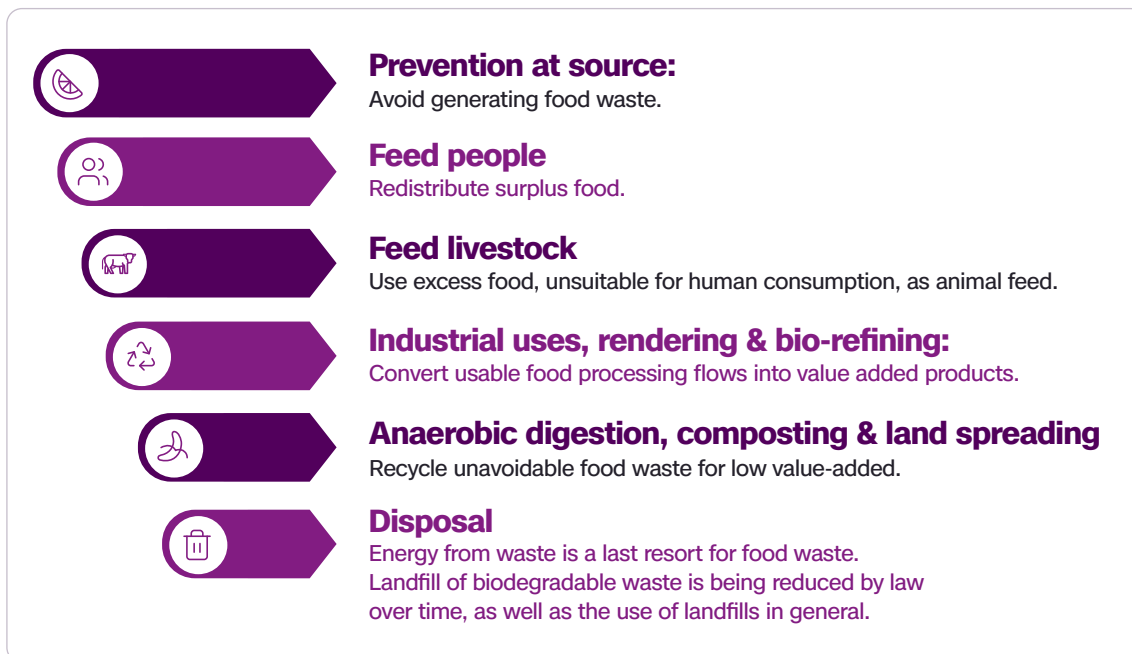 Prevention at source:
Avoid generating food waste.
Feed people
Redistribute surplus food.
Feed livestock
Use excess food, unsuitable for human consumption, as animal feed.
Industrial uses, rendering & bio-refining:
Convert usable food processing flows into value added products.
Anaerobic digestion, composting & land spreading
Recycle unavoidable food waste for low value-added.
Disposal
Energy from waste is a last resort for food waste.
Landfill of biodegradable waste is being reduced by law
over time, as well as the use of landfills in general.